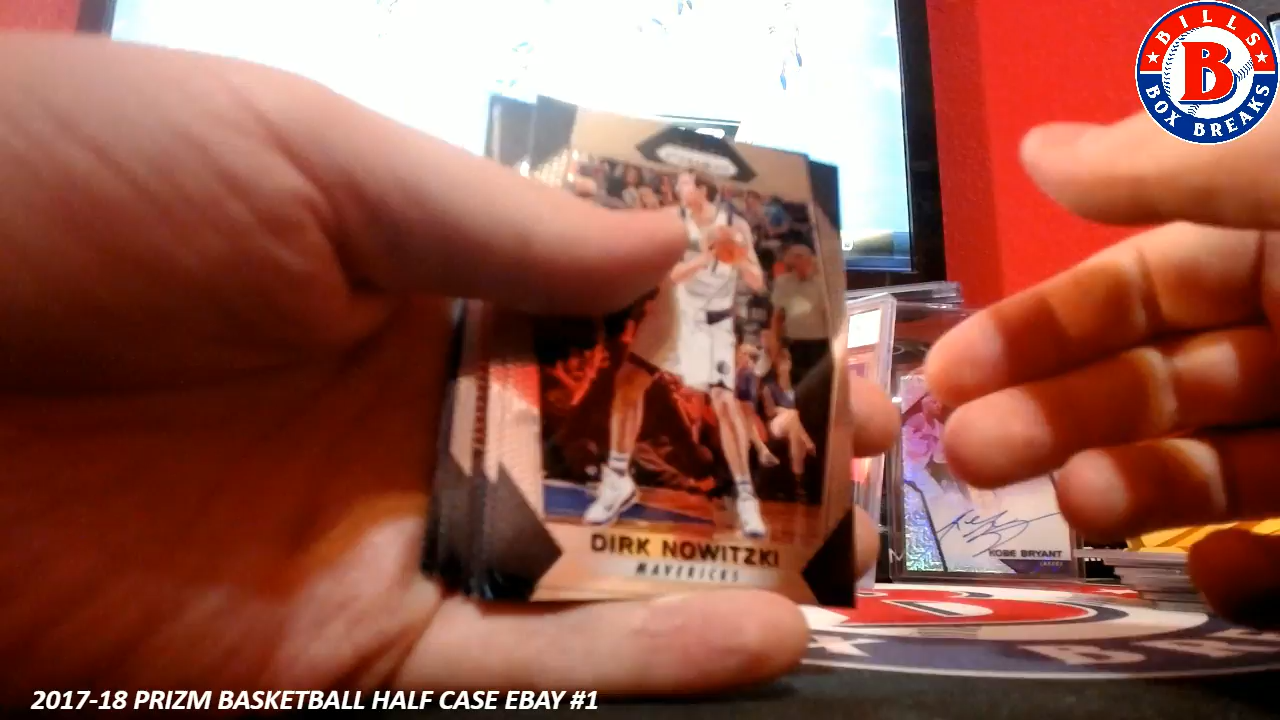 BILLS
B
BOX BREAKS
DIRK NOWITZKI
MAVERICKS
KOBE BRYANT
2017-18 PRIZM BASKETBALL HALF CASE EBAY #1